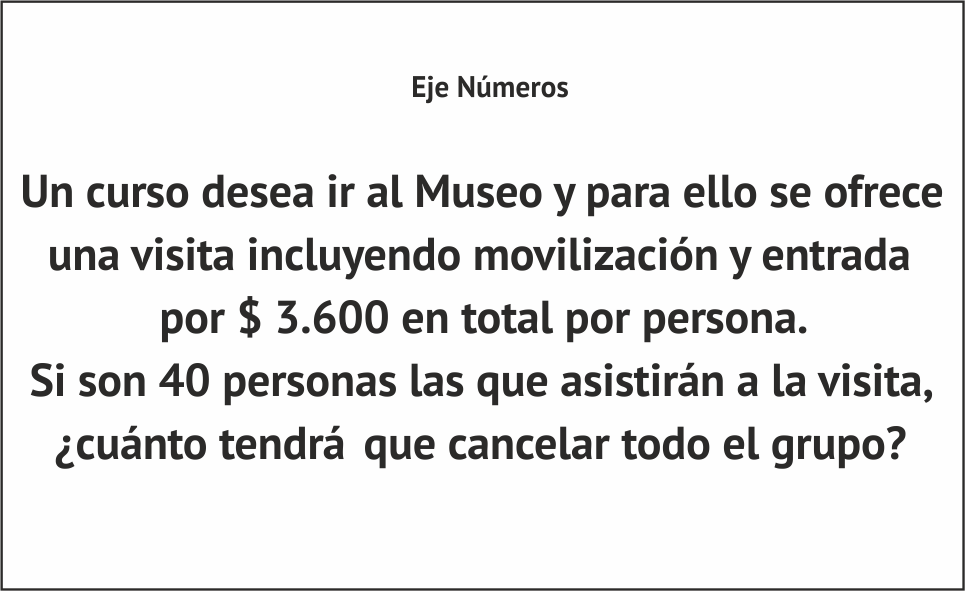 Eje Números
Un curso desea ir al Museo y para ello se ofrece
una visita incluyendo movilización y entrada
por $ 3.600 en total por persona.
Si son 40 personas las que asistirán a la visita,
¿cuánto tendrá que cancelar todo el grupo?